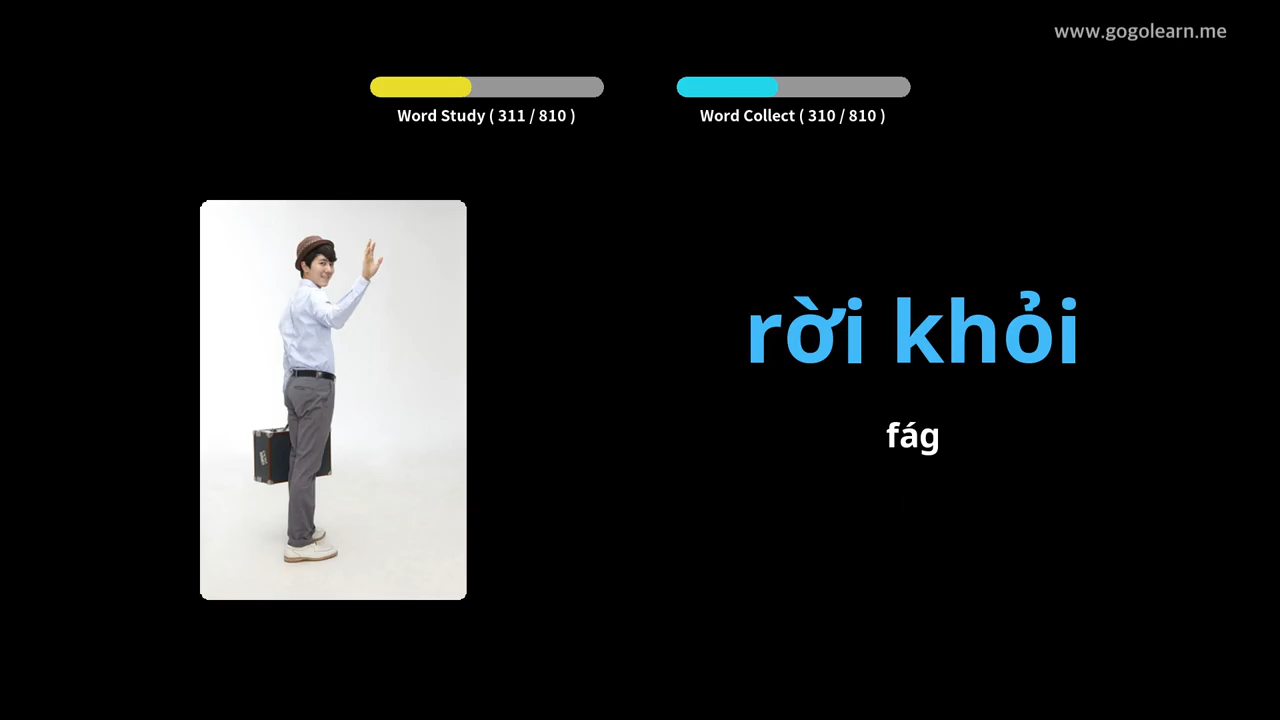 www.gogolearn.me
Word Study ( 311 / 810 )
Word Collect ( 310 / 810 )
rời khỏi
fág